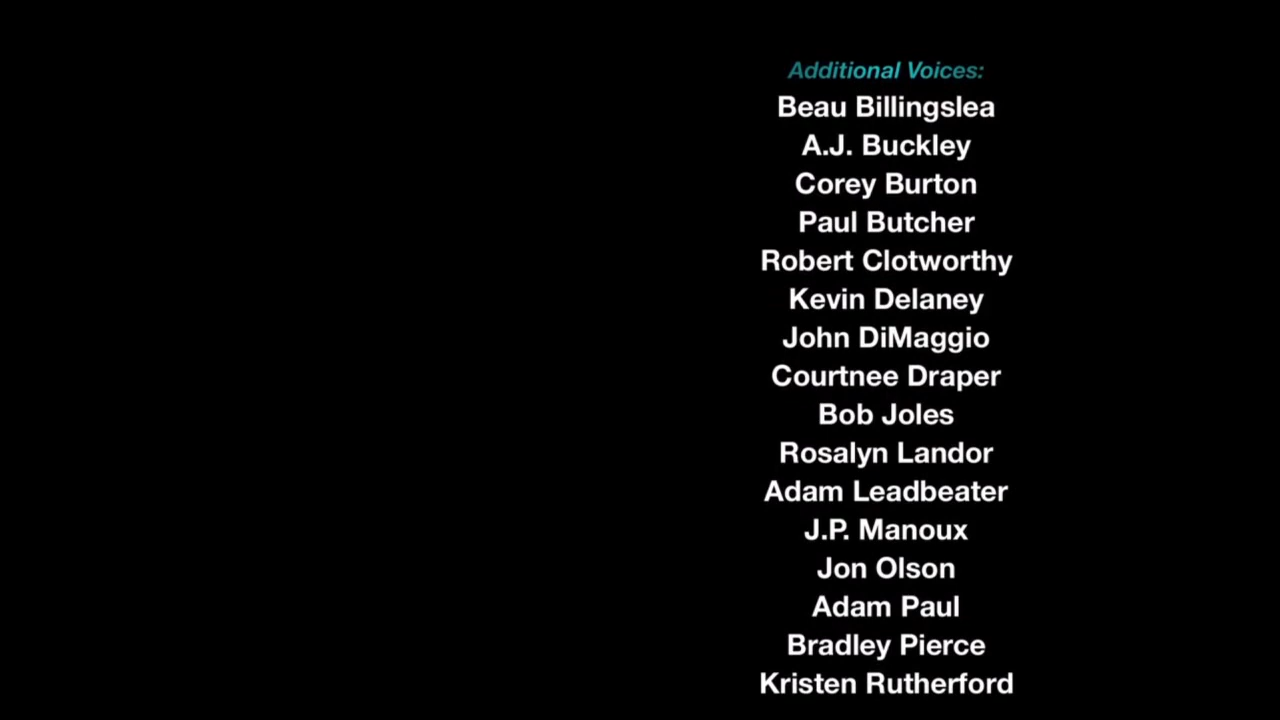 Additional Voices:
Beau Billingslea
A.J. Buckley
Corey Burton
Paul Butcher
Robert Clotworthy
Kevin Delaney
John DiMaggio
Courtnee Draper
Bob Joles
Rosalyn Landor
Adam Leadbeater
J.P. Manoux
Jon Olson
Adam Paul
Bradley Pierce
Kristen Rutherford